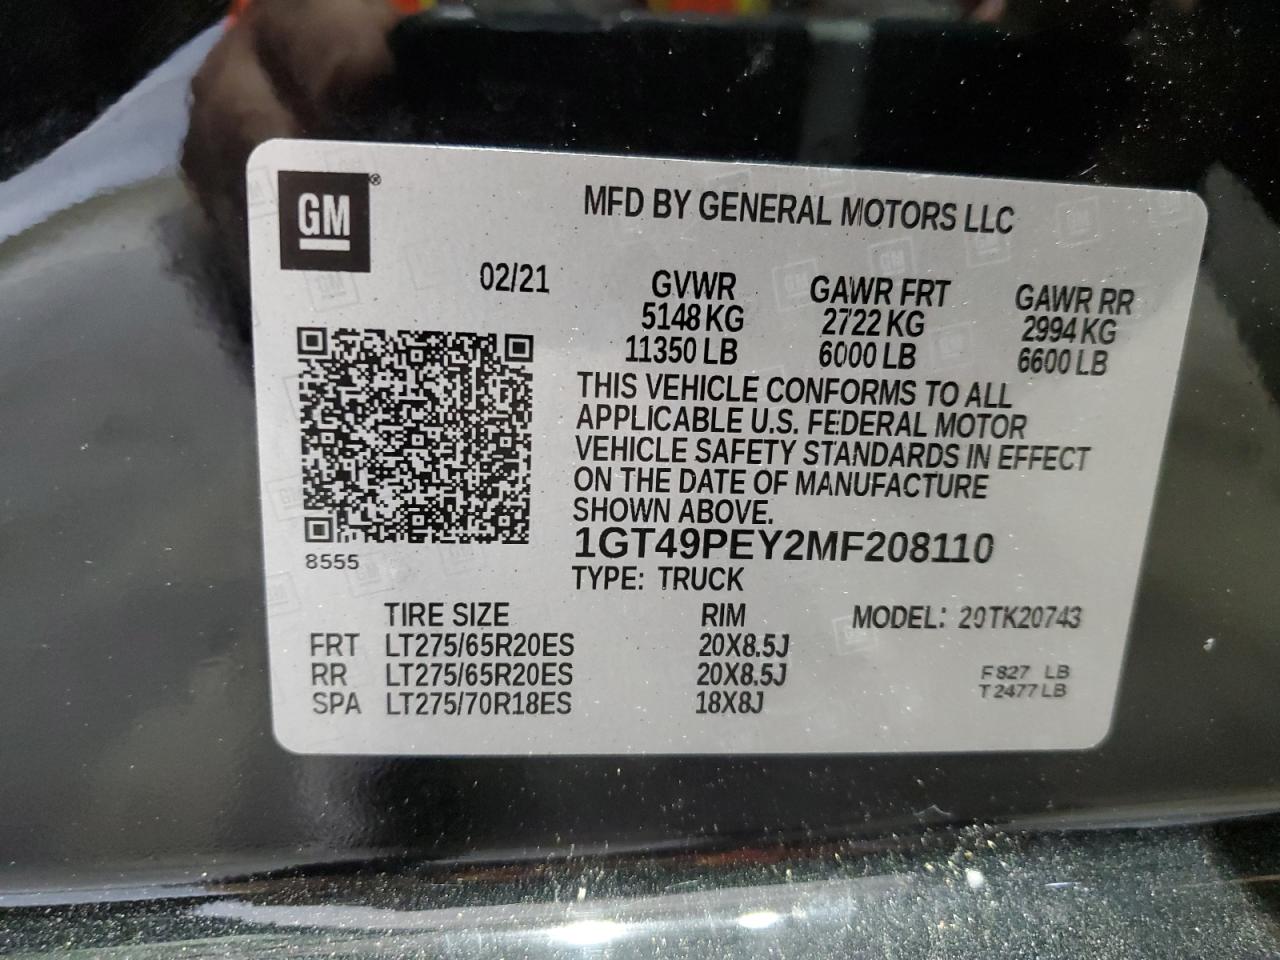 GM®
MFD BY GENERAL MOTORS LLC
02/21
GVWR GAWR FRT GAWR RR
5148 KG 2722 KG 2994 KG
11350 LB 6000 LB 6600 LB
THIS VEHICLE CONFORMS TO ALL
APPLICABLE U.S. FEDERAL MOTOR
VEHICLE SAFETY STANDARDS IN EFFECT
ON THE DATE OF MANUFACTURE
SHOWN ABOVE.
8555
1GT49PEY2MF208110
TYPE: TRUCK
TIRE SIZE RIM MODEL: 20TK20743
FRT LT275/65R20ES 20X8.5J
RR LT275/65R20ES 20X8.5J F827 LB
SPA LT275/70R18ES 18X8J T2477 LB